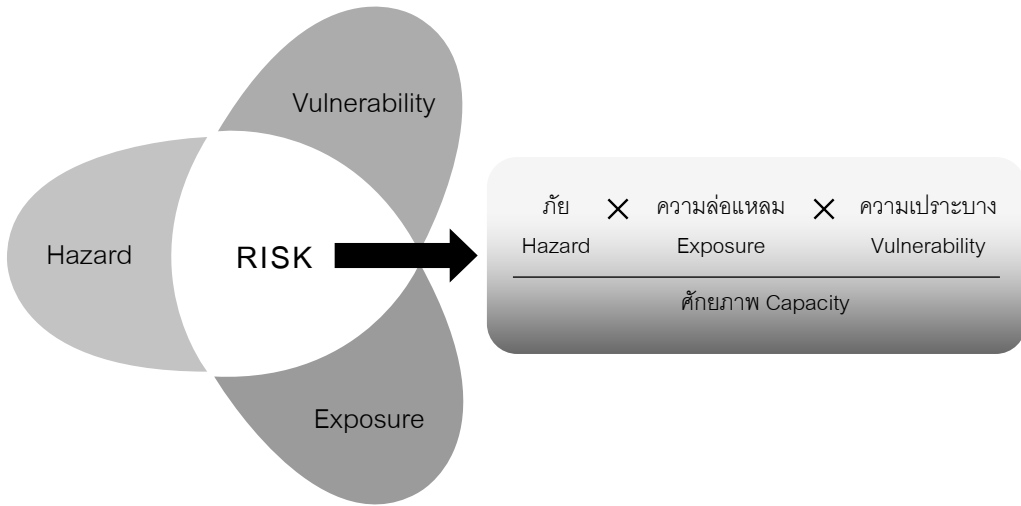 Vulnerability
Hazard
RISK
Exposure
ภัย × ความล่อแหลม × ความเปราะบาง
Hazard Exposure Vulnerability
ศักยภาพ Capacity